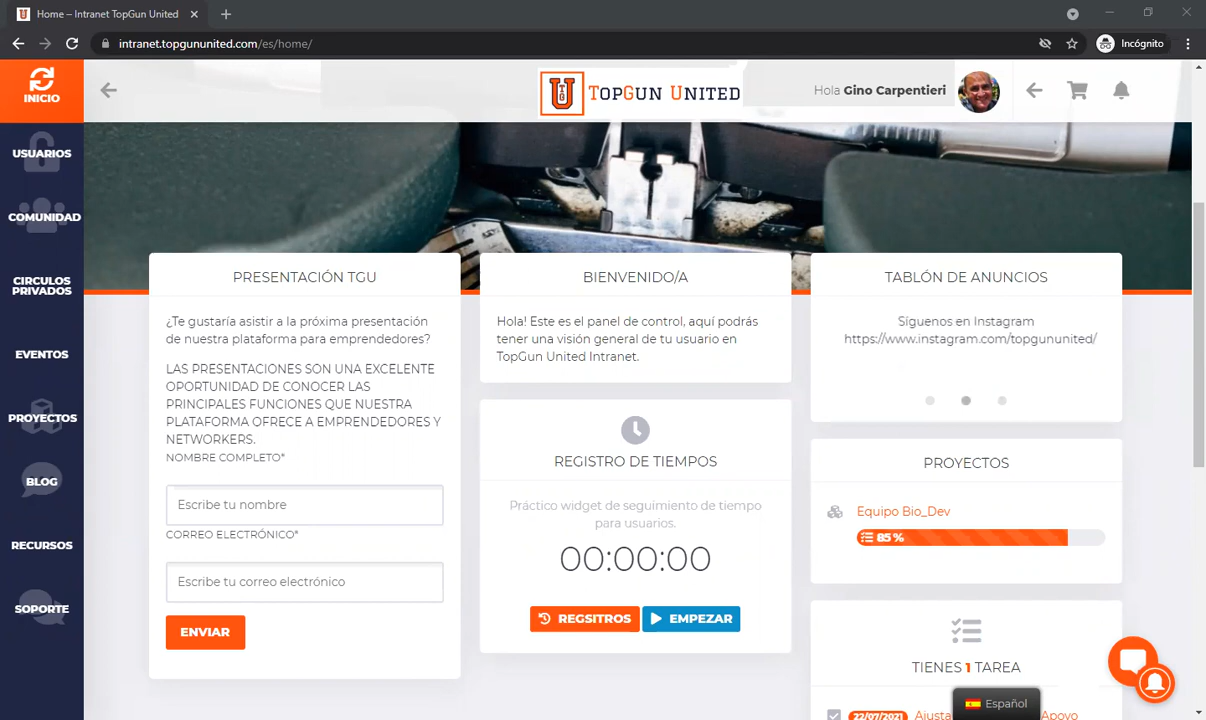 Home – Intranet TopGun United
intranet.topgununited.com/es/home/
Incógnito
INICIO
USUARIOS
COMUNIDAD
CIRCULOS
PRIVADOS
EVENTOS
PROYECTOS
BLOG
RECURSOS
SOPORTE
TOPGUN UNITED
Hola Gino Carpentieri
PRESENTACIÓN TGU
¿Te gustaría asistir a la próxima presentación
de nuestra plataforma para emprendedores?
LAS PRESENTACIONES SON UNA EXCELENTE
OPORTUNIDAD DE CONOCER LAS
PRINCIPALES FUNCIONES QUE NUESTRA
PLATAFORMA OFRECE A EMPRENDEDORES Y
NETWORKERS.
NOMBRE COMPLETO*
Escribe tu nombre
CORREO ELECTRÓNICO*
Escribe tu correo electrónico
ENVIAR
BIENVENIDO/A
Hola! Este es el panel de control, aquí podrás
tener una visión general de tu usuario en
TopGun United Intranet.
REGISTRO DE TIEMPOS
Práctico widget de seguimiento de tiempo
para usuarios.
00:00:00
REGSITROS
EMPEZAR
TABLÓN DE ANUNCIOS
Síguenos en Instagram
https://www.instagram.com/topgununited/
PROYECTOS
Equipo Bio_Dev
85 %
TIENES 1 TAREA
22/07/2021 Ajusta Apoyo
Español